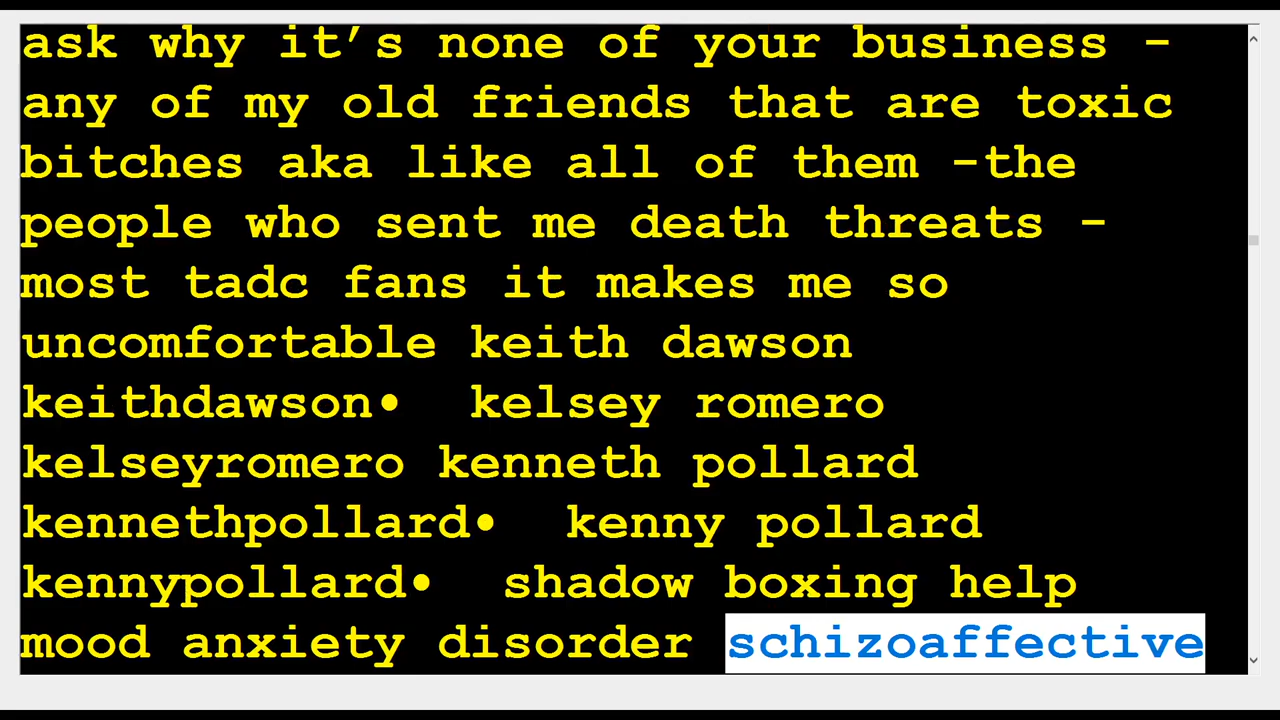 ask why it’s none of your business -
any of my old friends that are toxic
bitches aka like all of them -the
people who sent me death threats -
most tadc fans it makes me so
uncomfortable keith dawson
keithdawson•  kelsey romero
kelseyromero kenneth pollard
kennethpollard•  kenny pollard
kennypollard•  shadow boxing help
mood anxiety disorder schizoaffective